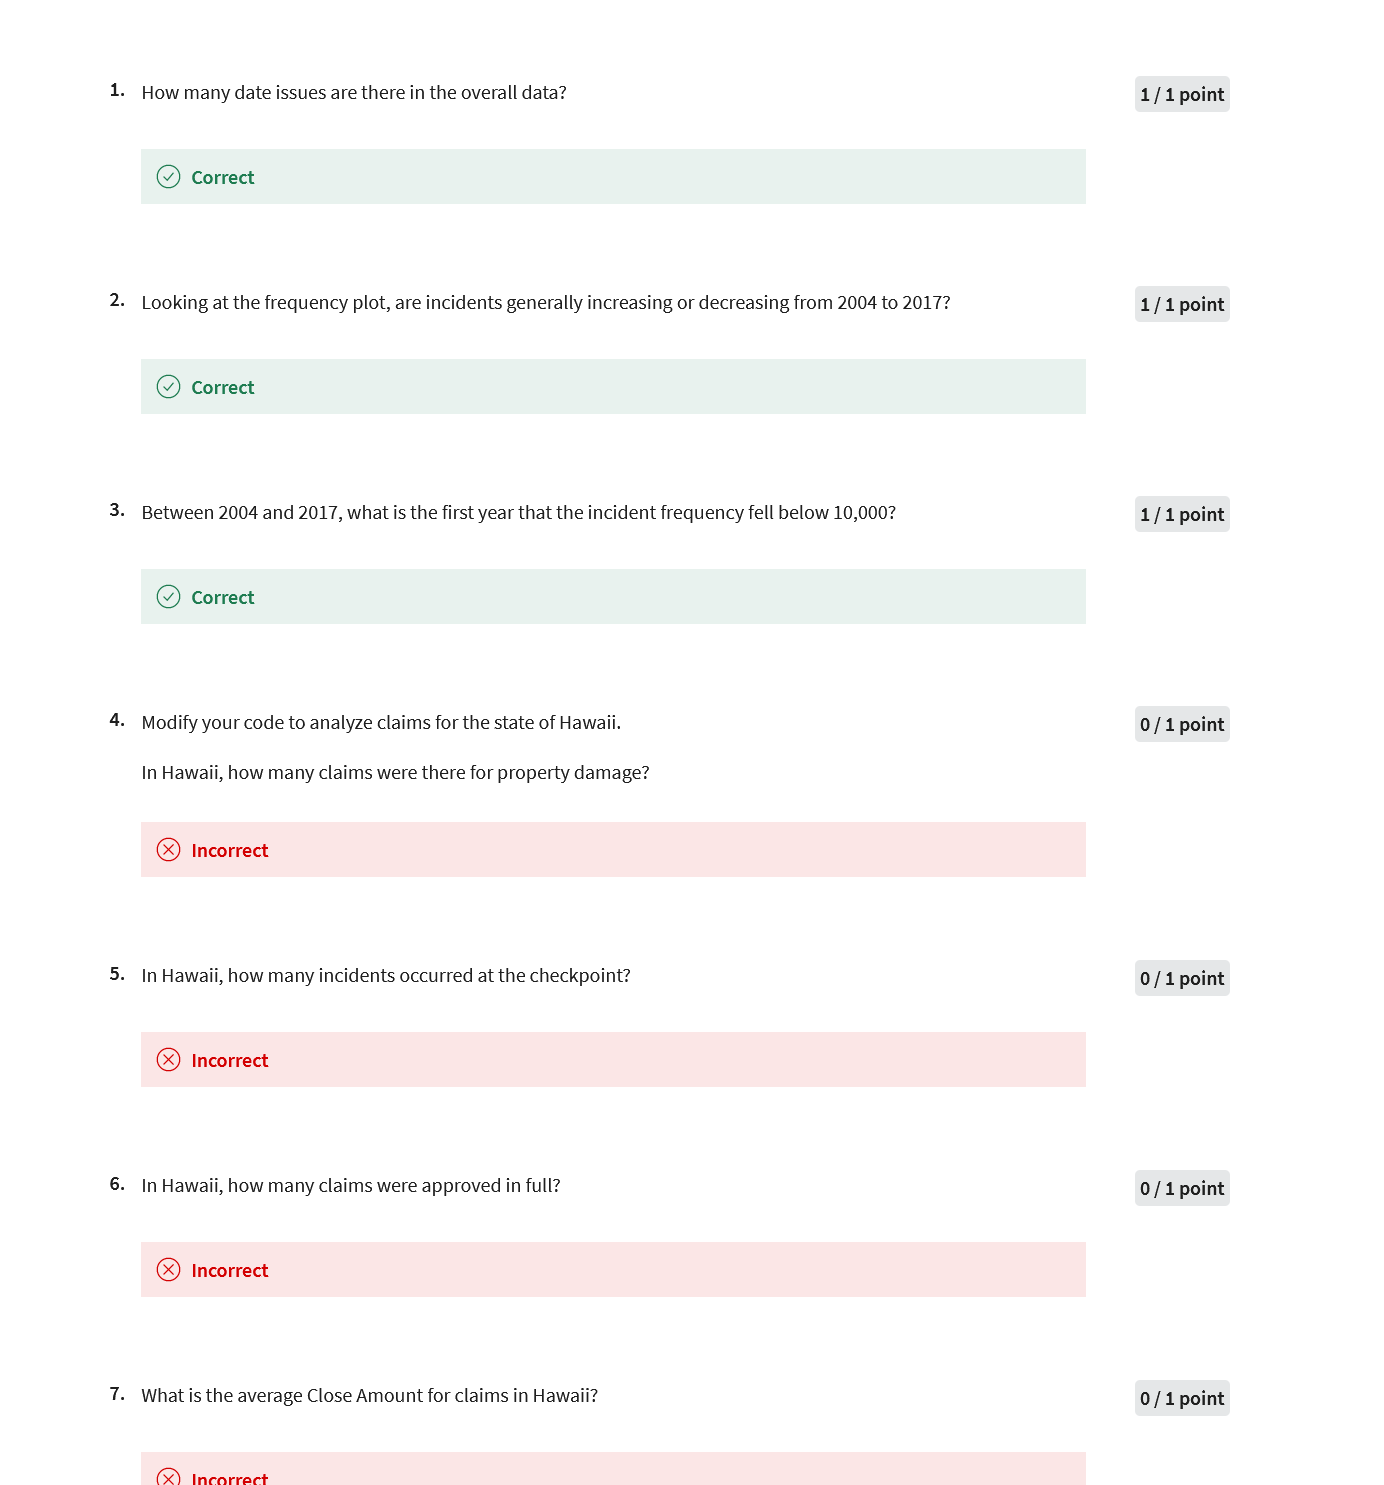 1. How many date issues are there in the overall data?
1 / 1 point
Correct
2. Looking at the frequency plot, are incidents generally increasing or decreasing from 2004 to 2017?
1 / 1 point
Correct
3. Between 2004 and 2017, what is the first year that the incident frequency fell below 10,000?
1 / 1 point
Correct
4. Modify your code to analyze claims for the state of Hawaii.
0 / 1 point
In Hawaii, how many claims were there for property damage?
Incorrect
5. In Hawaii, how many incidents occurred at the checkpoint?
0 / 1 point
Incorrect
6. In Hawaii, how many claims were approved in full?
0 / 1 point
Incorrect
7. What is the average Close Amount for claims in Hawaii?
0 / 1 point
Incorrect